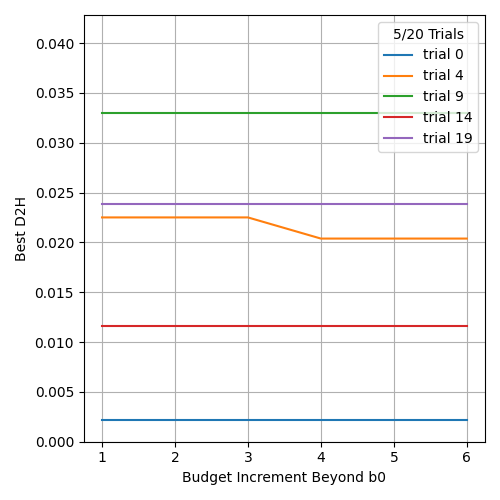 5/20 Trials
trial 0
trial 4
trial 9
trial 14
trial 19
Best D2H
0.040
0.035
0.030
0.025
0.020
0.015
0.010
0.005
0.000
1 2 3 4 5 6
Budget Increment Beyond b0